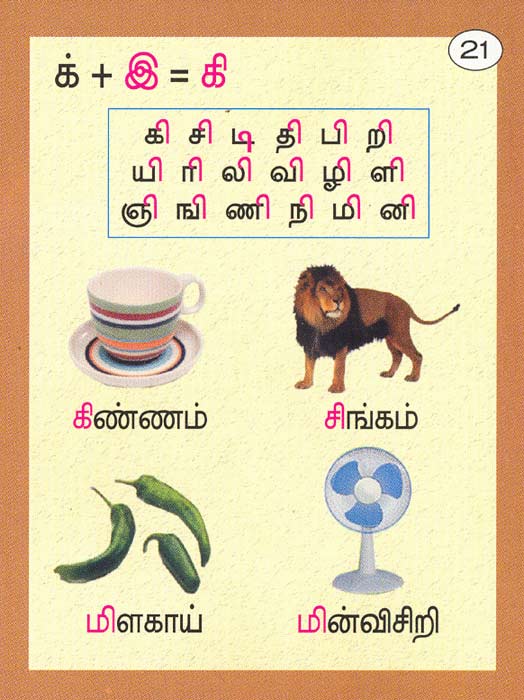 21
க் + இ = கி
கி சி டி தி பி றி
யி ரி லி வி ழி ளி
ஞி ஙி ணி நி மி னி
கிண்ணம் சிங்கம்
மிளகாய் மின்விசிறி